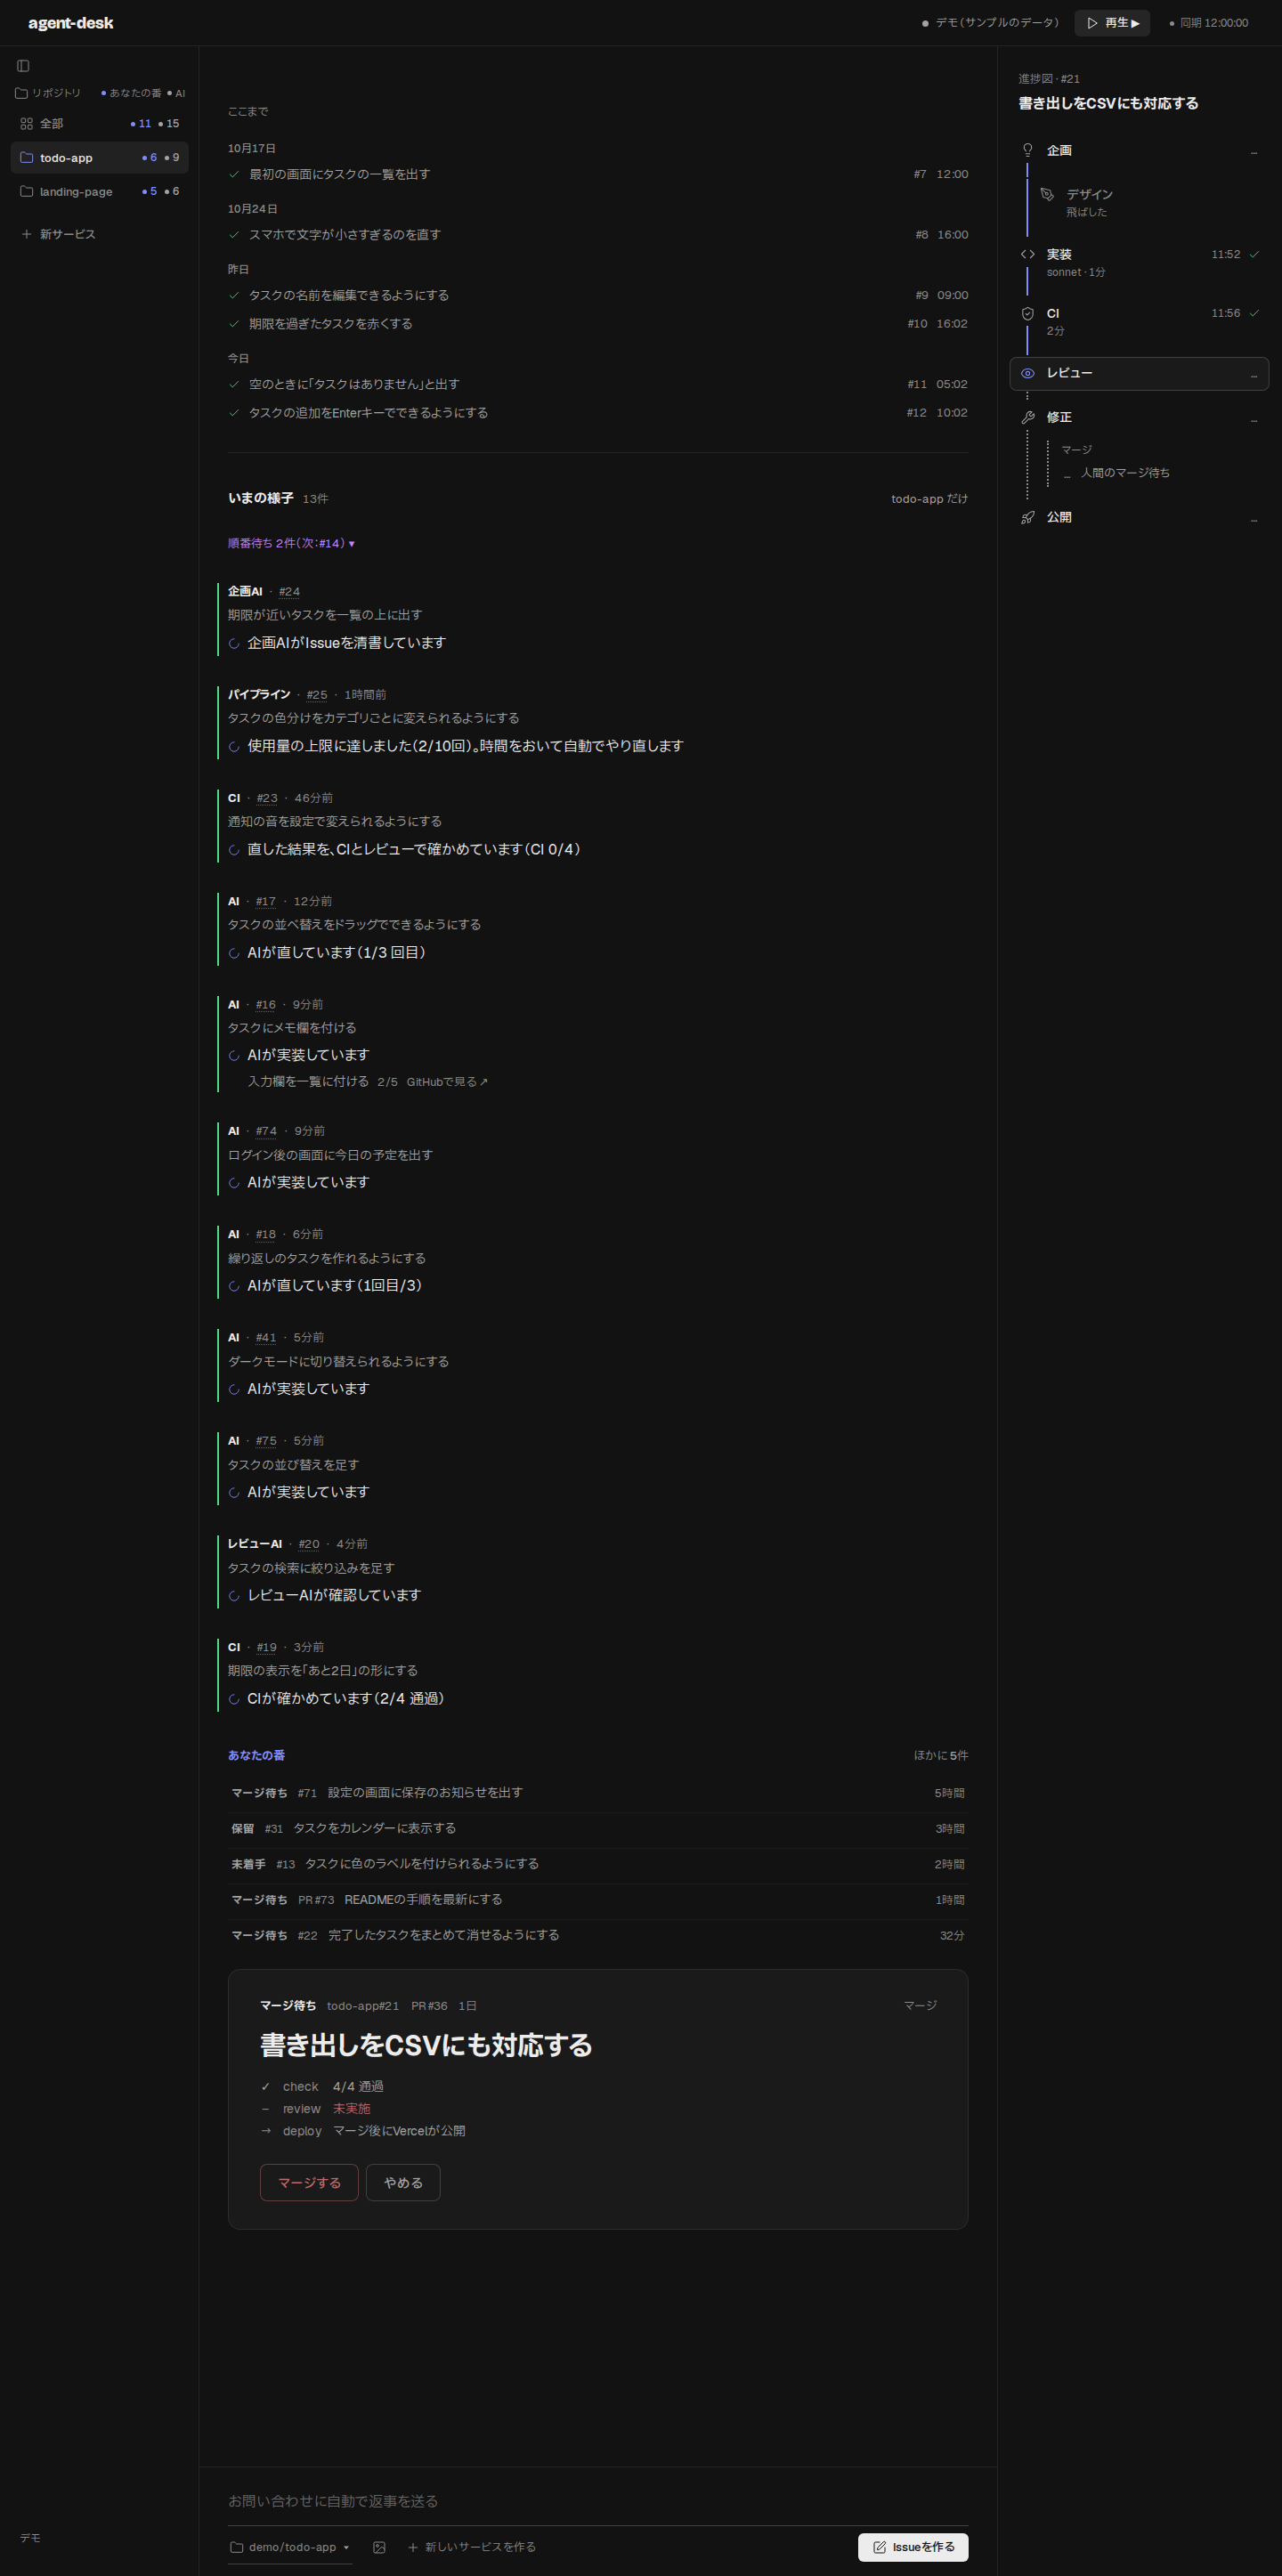 agent-desk
デモ（サンプルのデータ）
再生 ▶
同期 12:00:00
リポジトリ
あなたの番
AI
全部 11 15
todo-app 6 9
landing-page 5 6
新サービス
デモ
ここまで
10月17日
最初の画面にタスクの一覧を出す #7 12:00
10月24日
スマホで文字が小さすぎるのを直す #8 16:00
昨日
タスクの名前を編集できるようにする #9 09:00
期限を過ぎたタスクを赤くする #10 16:02
今日
空のときに「タスクはありません」と出す #11 05:02
タスクの追加をEnterキーでできるようにする #12 10:02
いまの様子 13件 todo-app だけ
順番待ち 2件（次：#14）▾
企画AI · #24
期限が近いタスクを一覧の上に出す
企画AIがIssueを清書しています
パイプライン · #25 · 1時間前
タスクの色分けをカテゴリごとに変えられるようにする
使用量の上限に達しました（2/10回）。時間をおいて自動でやり直します
CI · #23 · 46分前
通知の音を設定で変えられるようにする
直した結果を、CIとレビューで確かめています（CI 0/4）
AI · #17 · 12分前
タスクの並べ替えをドラッグでできるようにする
AIが直しています（1/3 回目）
AI · #16 · 9分前
タスクにメモ欄を付ける
AIが実装しています
入力欄を一覧に付ける 2/5 GitHubで見る ↗
AI · #74 · 9分前
ログイン後の画面に今日の予定を出す
AIが実装しています
AI · #18 · 6分前
繰り返しのタスクを作れるようにする
AIが直しています（1回目/3）
AI · #41 · 5分前
ダークモードに切り替えられるようにする
AIが実装しています
AI · #75 · 5分前
タスクの並び替えを足す
AIが実装しています
レビューAI · #20 · 4分前
タスクの検索に絞り込みを足す
レビューAIが確認しています
CI · #19 · 3分前
期限の表示を「あと2日」の形にする
CIが確かめています（2/4 通過）
あなたの番 ほかに 5件
マージ待ち #71 設定の画面に保存のお知らせを出す 5時間
保留 #31 タスクをカレンダーに表示する 3時間
未着手 #13 タスクに色のラベルを付けられるようにする 2時間
マージ待ち PR #73 READMEの手順を最新にする 1時間
マージ待ち #22 完了したタスクをまとめて消せるようにする 32分
マージ待ち todo-app#21 PR #36 1日 マージ
書き出しをCSVにも対応する
✓ check 4/4 通過
– review 未実施
→ deploy マージ後にVercelが公開
マージする
やめる
お問い合わせに自動で返事を送る
demo/todo-app ▾
新しいサービスを作る
Issueを作る
進捗図 · #21
書き出しをCSVにも対応する
企画 …
デザイン
飛ばした
実装 11:52
sonnet · 1分
CI 11:56
2分
レビュー …
修正 …
マージ
… 人間のマージ待ち
公開 …